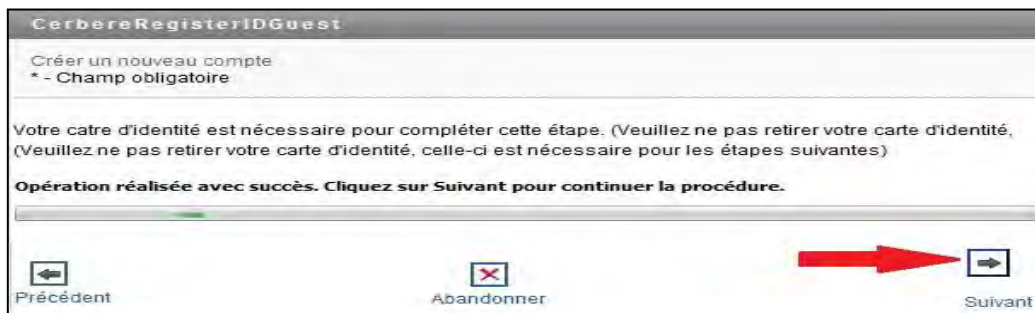 CerbereRegisterIDGuest
Créer un nouveau compte
* - Champ obligatoire
Votre catre d'identité est nécessaire pour compléter cette étape. (Veuillez ne pas retirer votre carte d'identité,
(Veuillez ne pas retirer votre carte d'identité, celle-ci est nécessaire pour les étapes suivantes)
Opération réalisée avec succès. Cliquez sur Suivant pour continuer la procédure.
Précédent Abandonner Suivant